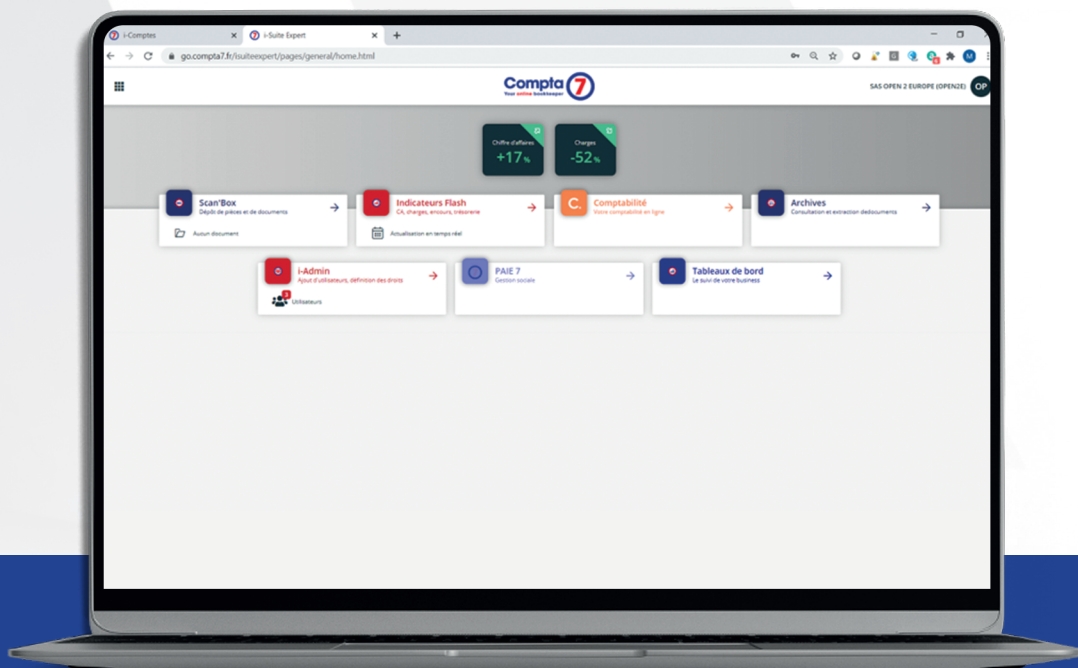 i-Comptes
i-Suite Expert
go.compta7.fr/isuiteexpert/pages/general/home.html
M
Compta 7
Your online bookkeeper
SAS OPEN 2 EUROPE (OPEN2E)
OP
Chiffre d'affaires
+17 %
Charges
-52 %
Scan'Box
Dépôt de pièces et de documents
Aucun document
Indicateurs Flash
CA, charges, encours, trésorerie
Actualisation en temps réel
C.
Comptabilité
Votre comptabilité en ligne
Archives
Consultation et extraction dedocuments
i-Admin
Ajout d'utilisateurs, définition des droits
3
Utilisateurs
PAIE 7
Gestion sociale
Tableaux de bord
Le suivi de votre business